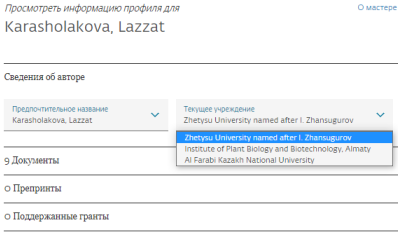 Просмотреть информацию профиля для
О мастере
Karasholakova, Lazzat
Сведения об авторе
Предпочтительное название
Karasholakova, Lazzat
Текущее учреждение
Zhetysu University named after I. Zhansugurov
Zhetysu University named after I. Zhansugurov
Institute of Plant Biology and Biotechnology, Almaty
Al Farabi Kazakh National University
9 Документы
0 Препринты
0 Поддержанные гранты